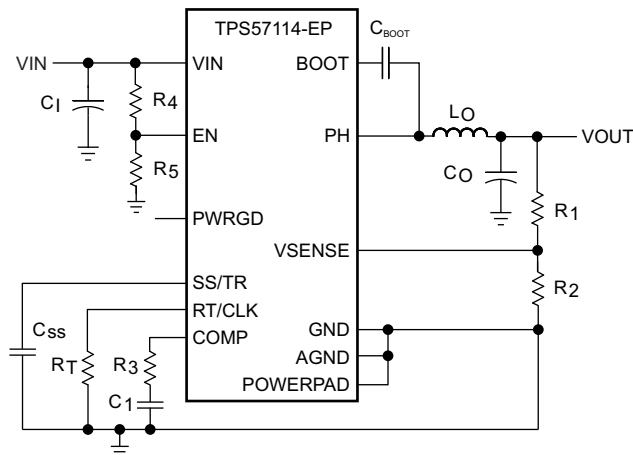 TPS57114-EP
CBOOT
VIN
VIN
BOOT
CI
R4
LO
EN
PH
VOUT
R5
CO
R1
PWRGD
VSENSE
R2
SS/TR
RT/CLK
GND
CSS
COMP
RT
R3
AGND
C1
POWERPAD